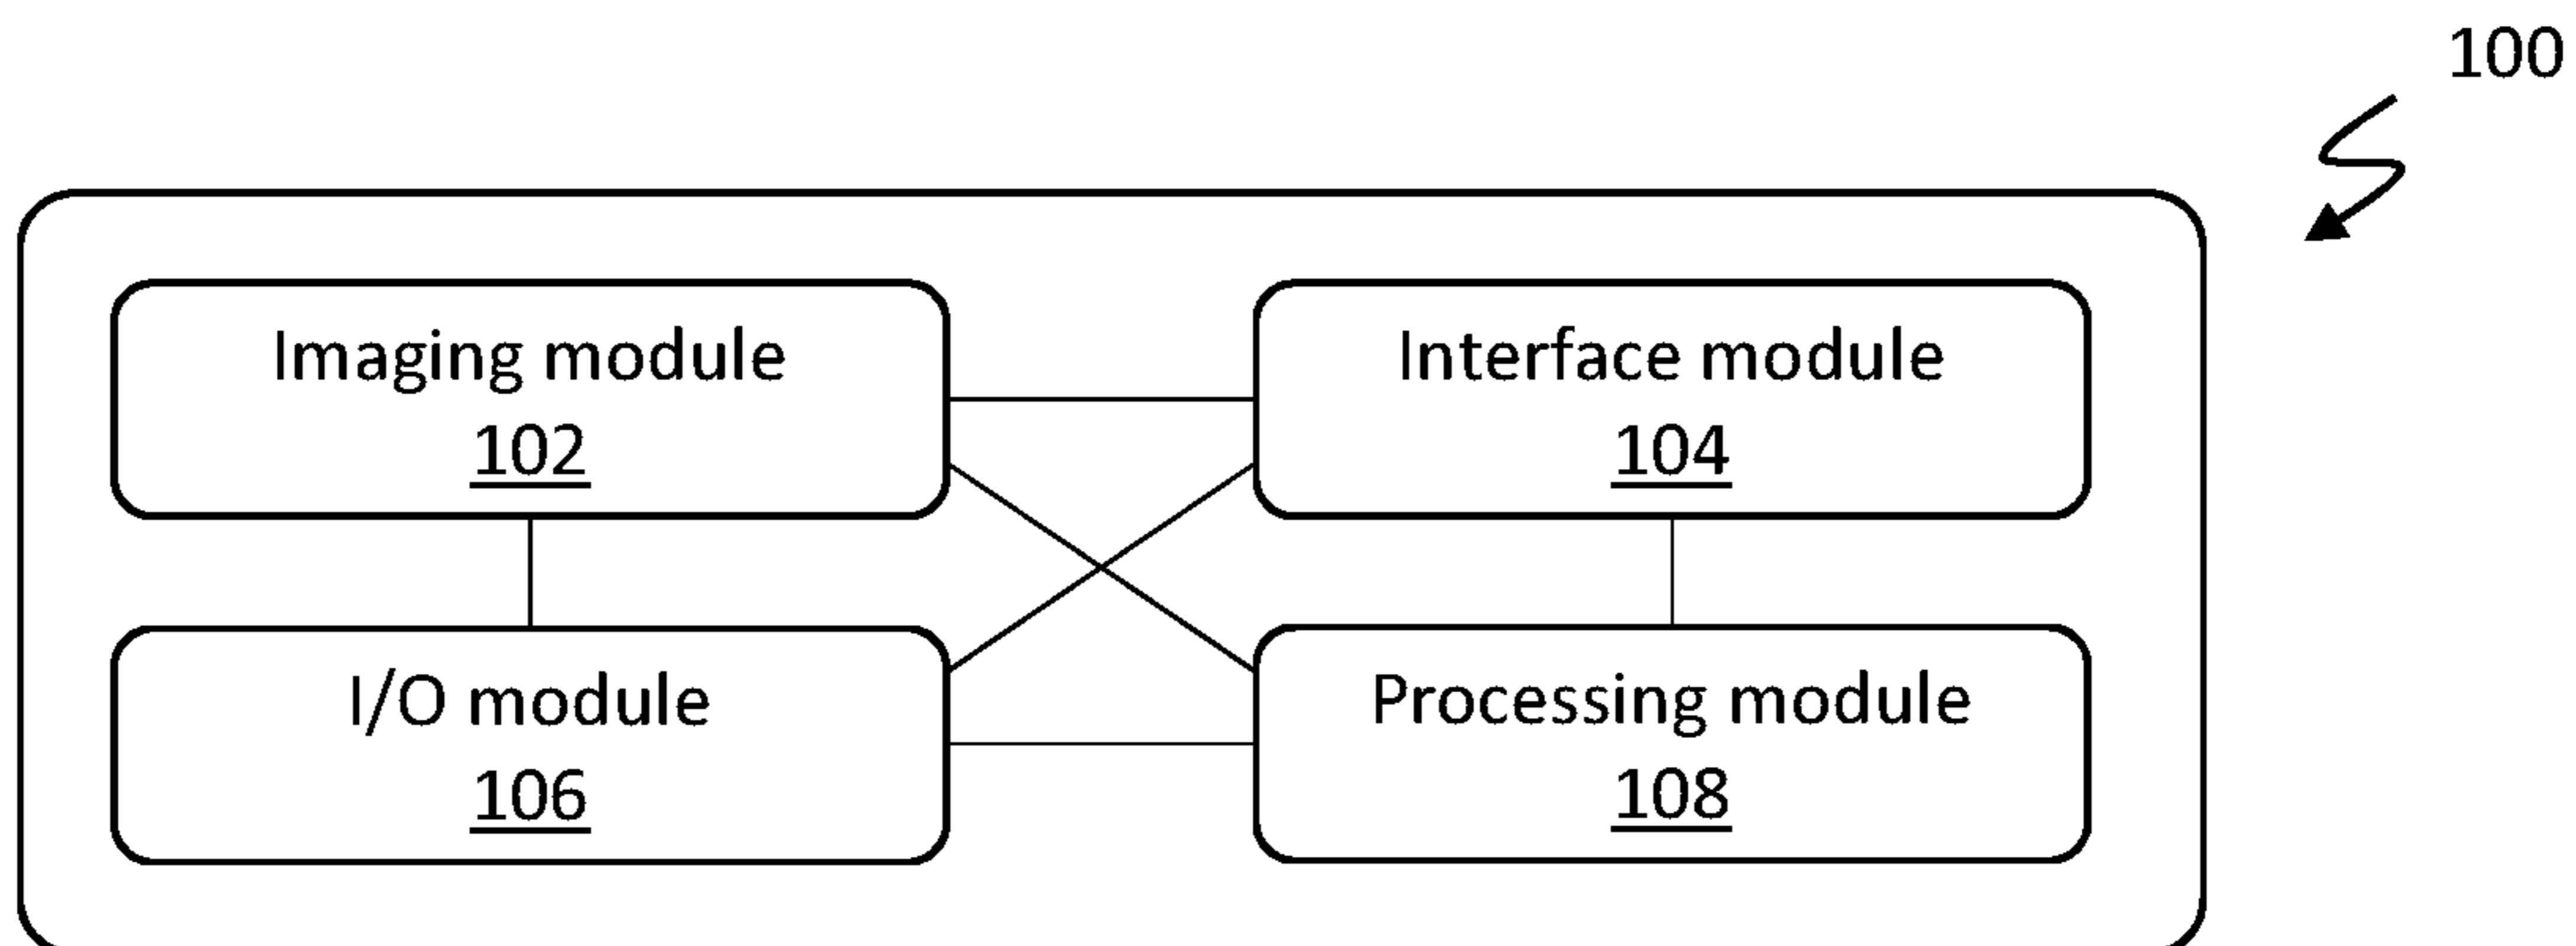 100
Imaging module
102
Interface module
104
I/O module
106
Processing module
108